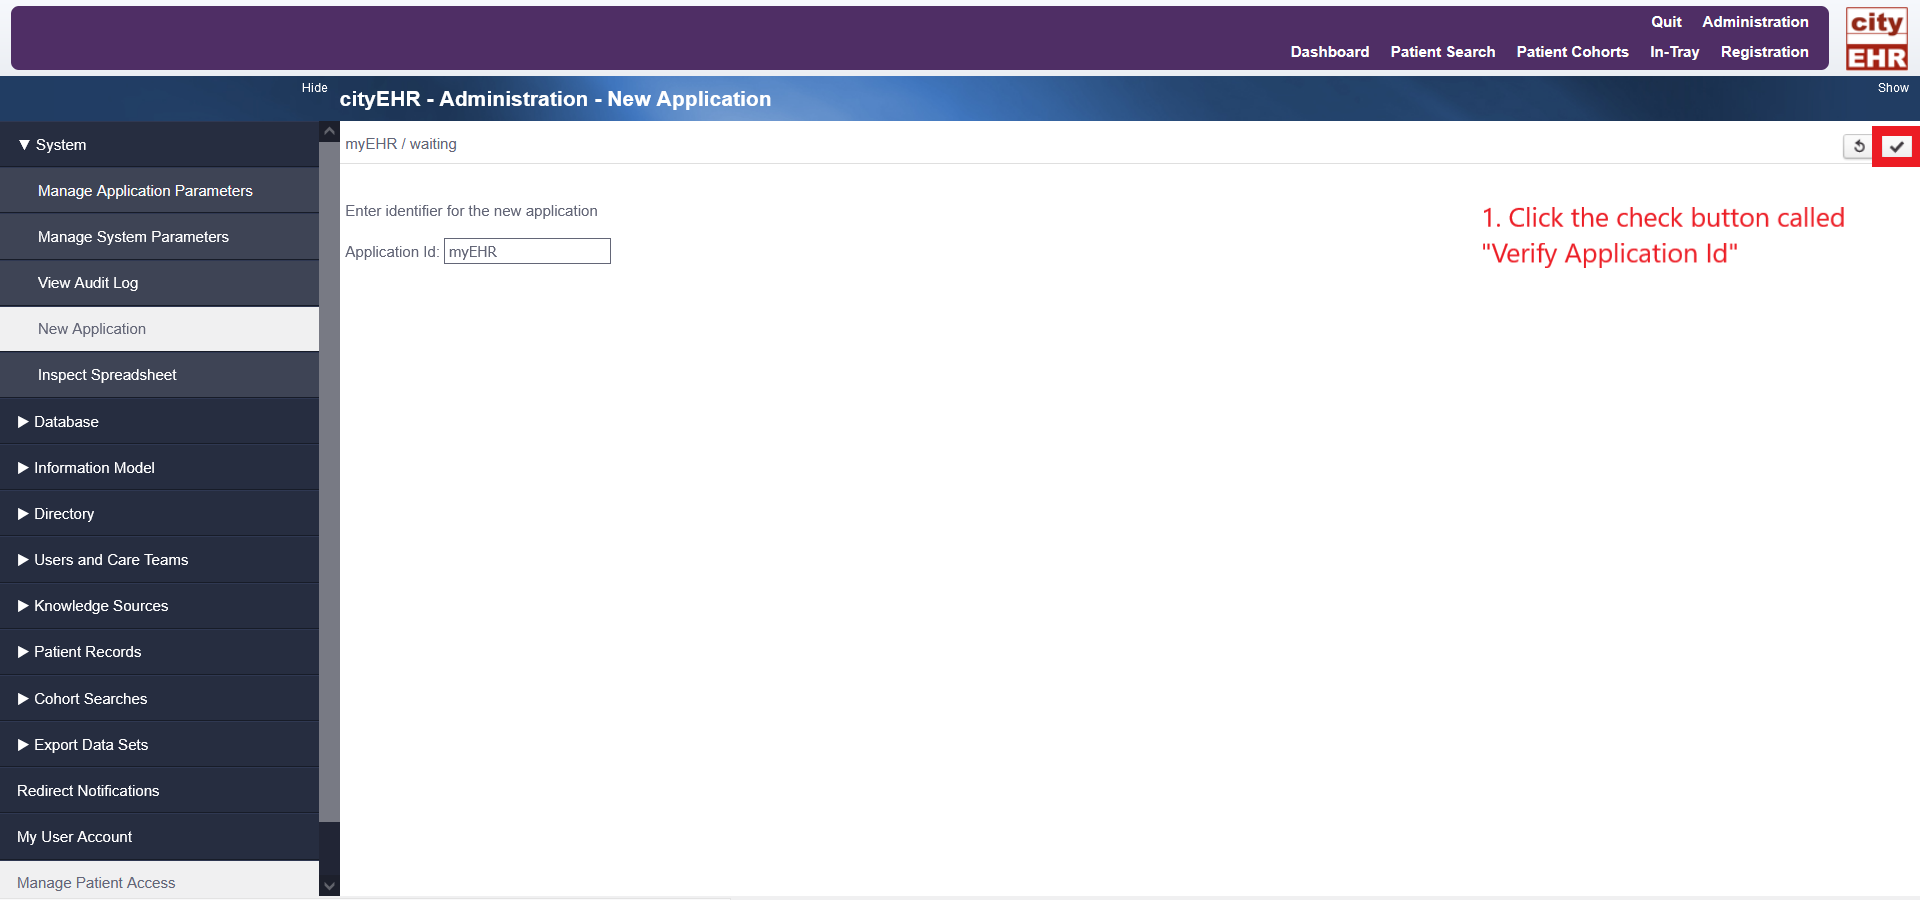 Quit Administration
Dashboard Patient Search Patient Cohorts In-Tray Registration
city
EHR
Hide
cityEHR - Administration - New Application
Show
▼ System
Manage Application Parameters
Manage System Parameters
View Audit Log
New Application
Inspect Spreadsheet
▶ Database
▶ Information Model
▶ Directory
▶ Users and Care Teams
▶ Knowledge Sources
▶ Patient Records
▶ Cohort Searches
▶ Export Data Sets
Redirect Notifications
My User Account
Manage Patient Access
myEHR / waiting
Enter identifier for the new application
Application Id: myEHR
1. Click the check button called
"Verify Application Id"